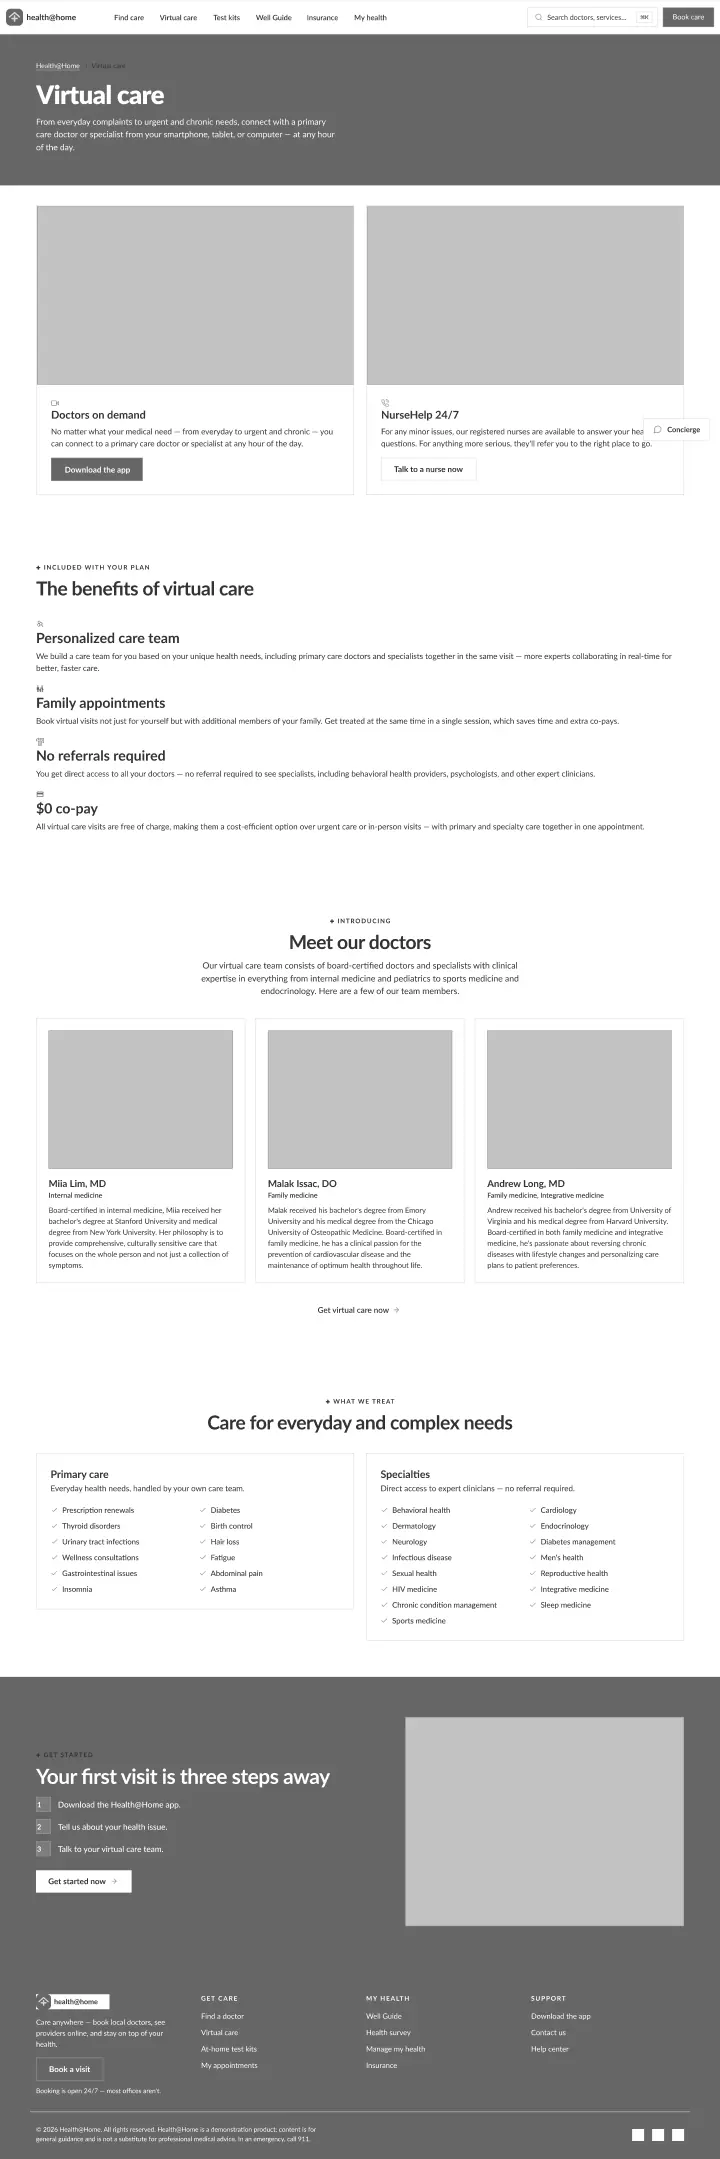 health@home
Find care
Virtual care
Test kits
Well Guide
Insurance
My health
Search doctors, services...
⌘K
Book care
Health@Home / Virtual care
Virtual care
From everyday complaints to urgent and chronic needs, connect with a primary
care doctor or specialist from your smartphone, tablet, or computer — at any hour
of the day.
Doctors on demand
No matter what your medical need — from everyday to urgent and chronic — you
can connect to a primary care doctor or specialist at any hour of the day.
Download the app
NurseHelp 24/7
For any minor issues, our registered nurses are available to answer your hea
questions. For anything more serious, they'll refer you to the right place to go.
Talk to a nurse now
Concierge
INCLUDED WITH YOUR PLAN
The benefits of virtual care
Personalized care team
We build a care team for you based on your unique health needs, including primary care doctors and specialists together in the same visit — more experts collaborating in real-time for
better, faster care.
Family appointments
Book virtual visits not just for yourself but with additional members of your family. Get treated at the same time in a single session, which saves time and extra co-pays.
No referrals required
You get direct access to all your doctors — no referral required to see specialists, including behavioral health providers, psychologists, and other expert clinicians.
$0 co-pay
All virtual care visits are free of charge, making them a cost-efficient option over urgent care or in-person visits — with primary and specialty care together in one appointment.
INTRODUCING
Meet our doctors
Our virtual care team consists of board-certified doctors and specialists with clinical
expertise in everything from internal medicine and pediatrics to sports medicine and
endocrinology. Here are a few of our team members.
Miia Lim, MD
Internal medicine
Board-certified in internal medicine, Miia received her
bachelor's degree at Stanford University and medical
degree from New York University. Her philosophy is to
provide comprehensive, culturally sensitive care that
focuses on the whole person and not just a collection of
symptoms.
Malak Issac, DO
Family medicine
Malak received his bachelor's degree from Emory
University and his medical degree from the Chicago
University of Osteopathic Medicine. Board-certified in
family medicine, he has a clinical passion for the
prevention of cardiovascular disease and the
maintenance of optimum health throughout life.
Andrew Long, MD
Family medicine, Integrative medicine
Andrew received his bachelor's degree from University of
Virginia and his medical degree from Harvard University.
Board-certified in both family medicine and integrative
medicine, he's passionate about reversing chronic
diseases with lifestyle changes and personalizing care
plans to patient preferences.
Get virtual care now →
WHAT WE TREAT
Care for everyday and complex needs
Primary care
Everyday health needs, handled by your own care team.
Prescription renewals
Diabetes
Thyroid disorders
Birth control
Urinary tract infections
Hair loss
Wellness consultations
Fatigue
Gastrointestinal issues
Abdominal pain
Insomnia
Asthma
Specialties
Direct access to expert clinicians — no referral required.
Behavioral health
Cardiology
Dermatology
Endocrinology
Neurology
Diabetes management
Infectious disease
Men's health
Sexual health
Reproductive health
HIV medicine
Integrative medicine
Chronic condition management
Sleep medicine
Sports medicine
GET STARTED
Your first visit is three steps away
1 Download the Health@Home app.
2 Tell us about your health issue.
3 Talk to your virtual care team.
Get started now →
health@home
Care anywhere — book local doctors, see
providers online, and stay on top of your
health.
Book a visit
Booking is open 24/7 — most offices aren't.
GET CARE
Find a doctor
Virtual care
At-home test kits
My appointments
MY HEALTH
Well Guide
Health survey
Manage my health
Insurance
SUPPORT
Download the app
Contact us
Help center
© 2026 Health@Home. All rights reserved. Health@Home is a demonstration product; content is for
general guidance and is not a substitute for professional medical advice. In an emergency, call 911.